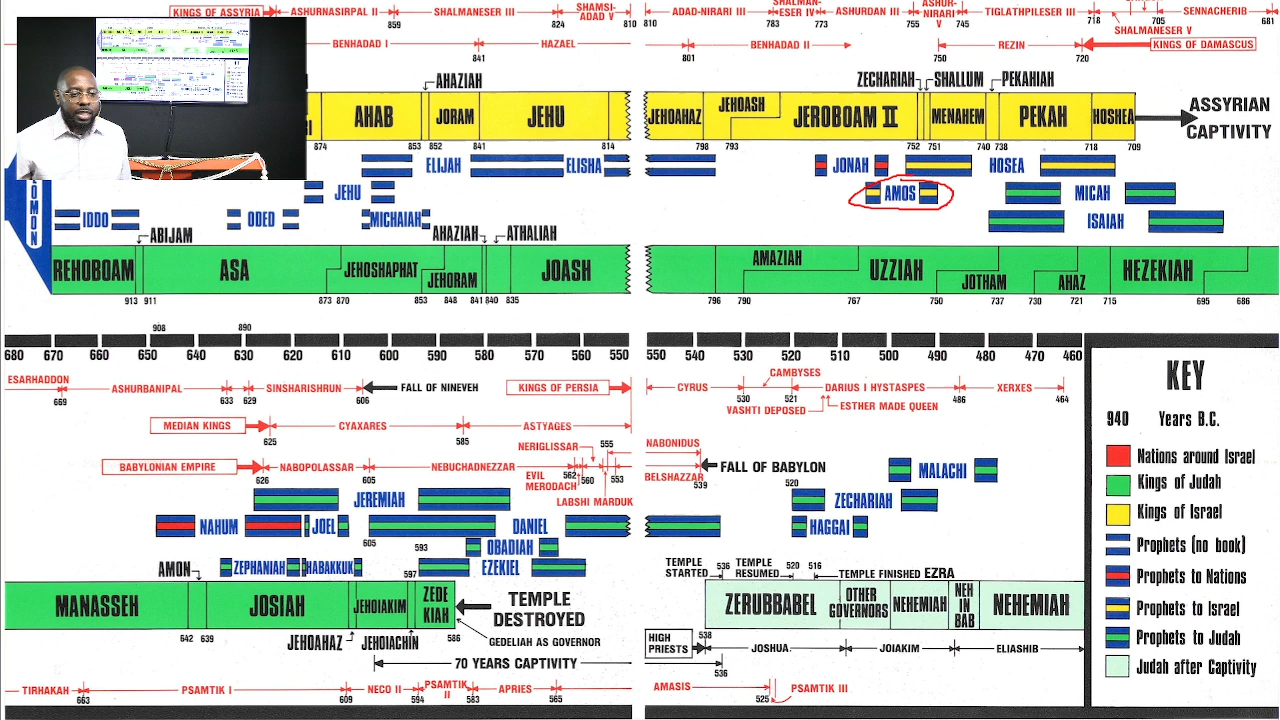 KINGS OF ASSYRIA ASHURNASIRPAL II SHALMANESER III SHAMSI-ADAD V ADAD-NIRARI III SHALMANESER IV ASHURDAN III ASHUR-NIRARI V TIGLATHPILESER III SENNACHERIB
859 824 810 810 783 773 755 745 718 705 681
SHALMANESER V
BENHADAD I HAZAEL BENHADAD II REZIN KINGS OF DAMASCUS
841 801 750 720
AHAZIAH ZECHARIAH SHALLUM PEKAHIAH
AHAB JORAM JEHU JEHOAHAZ JEHOASH JEROBOAM II MENAHEM PEKAH HOSHEA
ASSYRIAN
CAPTIVITY
874 853 852 841 814 798 793 752 751 740 738 718 709
ELIJAH ELISHA JONAH HOSEA
JEHU AMOS MICAH
IDDO ODED MICHAIAH ISAIAH
OMON
ABIJAM AHAZIAH ATHALIAH
REHOBOAM ASA JEHOSHAPHAT JEHORAM JOASH AMAZIAH UZZIAH JOTHAM AHAZ HEZEKIAH
913 911 873 870 853 848 841 840 835 796 790 767 750 737 730 721 715 695 686
908 890
680 670 660 650 640 630 620 610 600 590 580 570 560 550 550 540 530 520 510 500 490 480 470 460
ESARHADDON ASHURBANIPAL SINSHARISHRUN FALL OF NINEVEH KINGS OF PERSIA CYRUS CAMBYSES DARIUS I HYSTASPES XERXES
669 633 629 606 530 521 486 464
VASHTI DEPOSED ESTHER MADE QUEEN
MEDIAN KINGS CYAXARES ASTYAGES
625 585
NERIGLISSAR 555 NABONIDUS
BABYLONIAN EMPIRE NABOPOLASSAR NEBUCHADNEZZAR EVIL MERODACH LABSHI MARDUK BELSHAZZAR FALL OF BABYLON
626 605 562 560 553 539
JEREMIAH MALACHI
520 ZECHARIAH
NAHUM JOEL DANIEL HAGGAI
605 593 OBADIAH
ZEPHANIAH HABAKKUK EZEKIEL
AMON 597
TEMPLE STARTED 536 TEMPLE RESUMED 520 516 TEMPLE FINISHED EZRA
MANASSEH JOSIAH JEHOIAKIM ZEDEKIAH
TEMPLE
DESTROYED
ZERUBBABEL OTHER GOVERNORS NEHEMIAH NEH IN BAB NEHEMIAH
642 639 JEHOAHAZ JEHOIACHIN 586 GEDELIAH AS GOVERNOR
HIGH PRIESTS 538 JOSHUA JOIAKIM ELIASHIB
70 YEARS CAPTIVITY 536
TIRHAKAH PSAMTIK I NECO II PSAMTIK II APRIES AMASIS PSAMTIK III
663 609 594 583 565 525
KEY
940 Years B.C.
Nations around Israel
Kings of Judah
Kings of Israel
Prophets (no book)
Prophets to Nations
Prophets to Israel
Prophets to Judah
Judah after Captivity